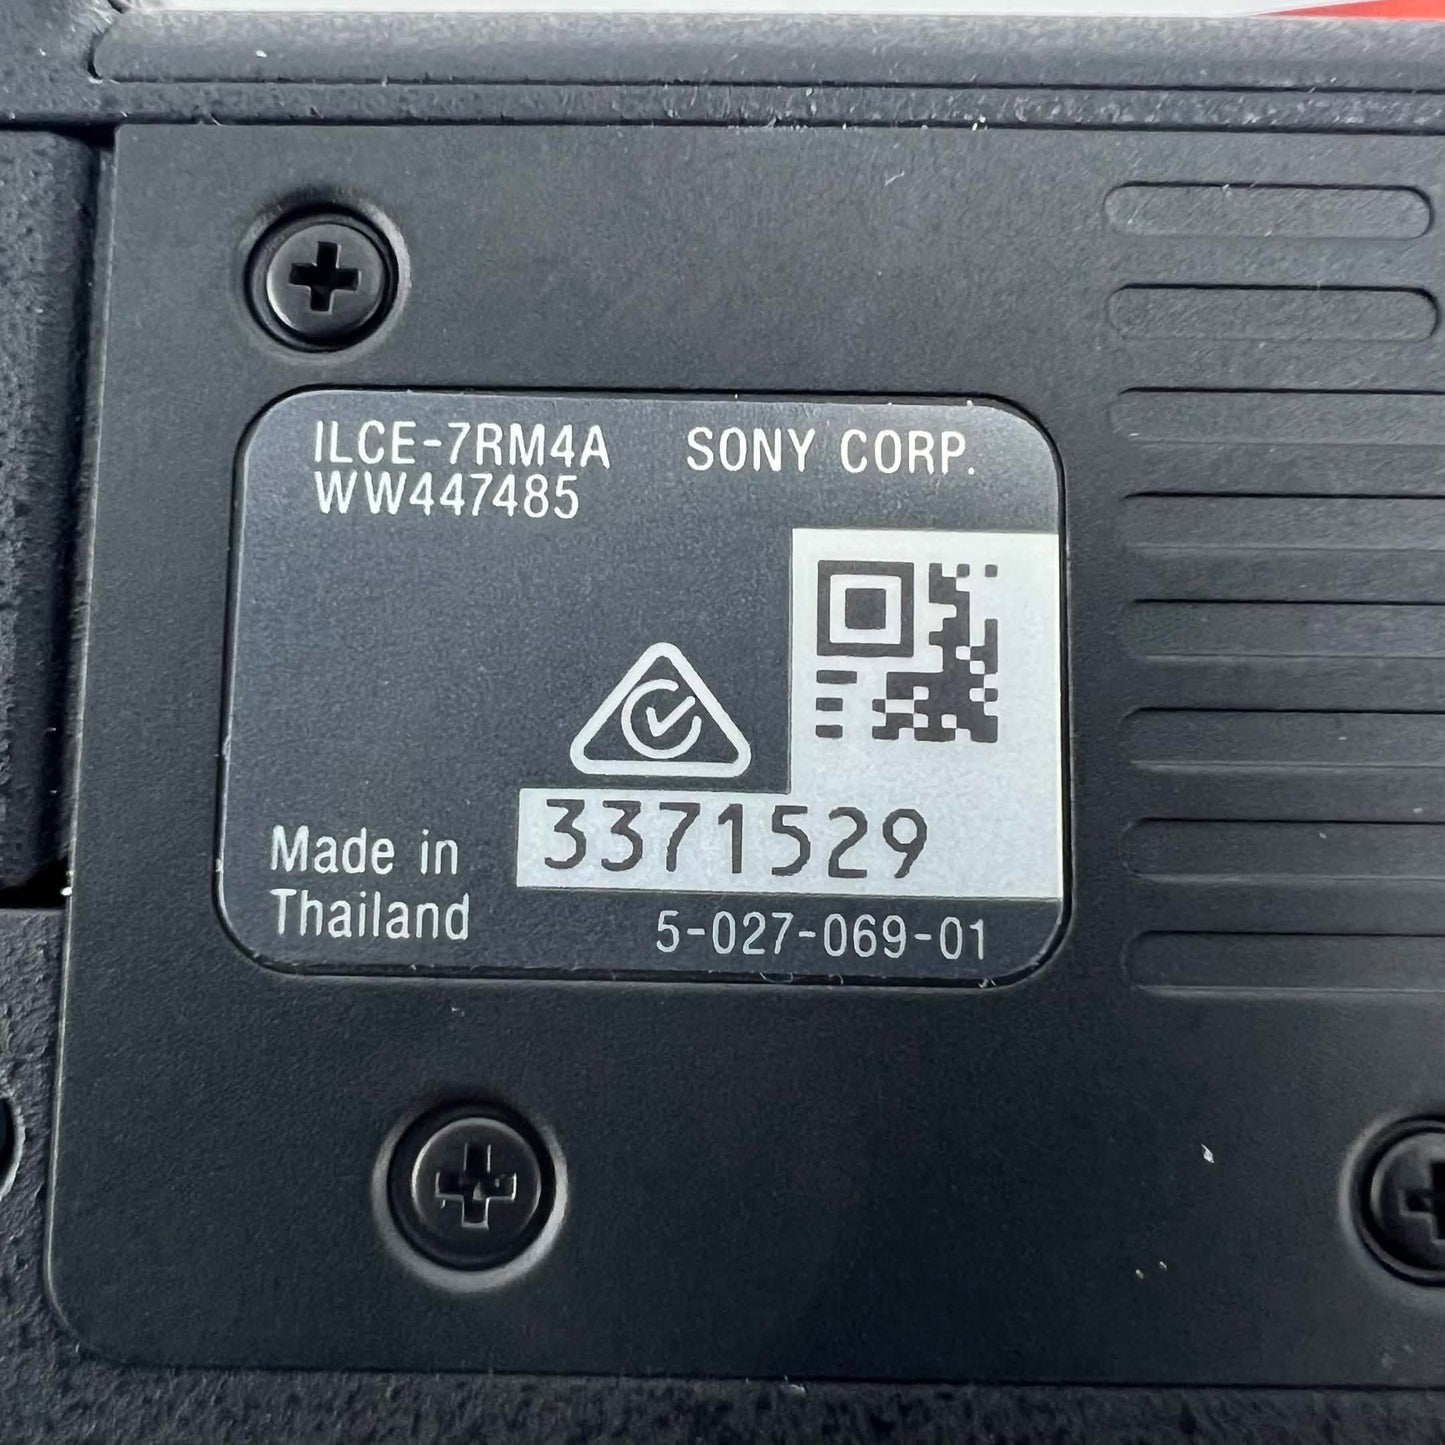 ILCE-7RM4A SONY CORP.
WW447485
3371529
Made in
Thailand
5-027-069-01